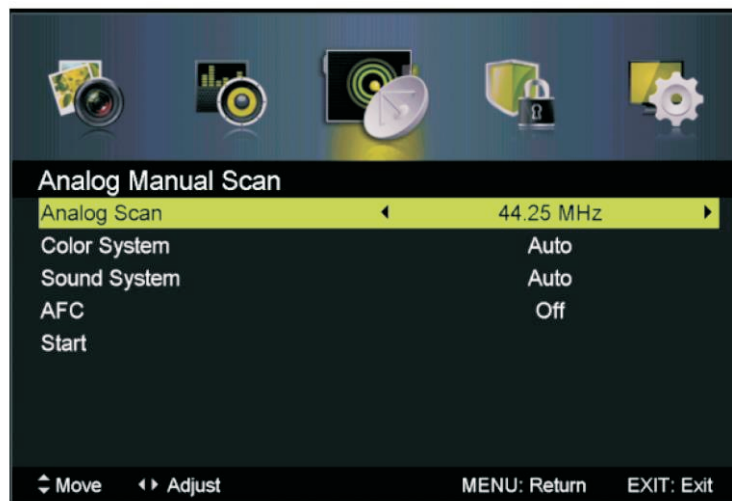 Analog Manual Scan
Analog Scan 44.25 MHz
Color System Auto
Sound System Auto
AFC Off
Start
Move Adjust MENU: Return EXIT: Exit